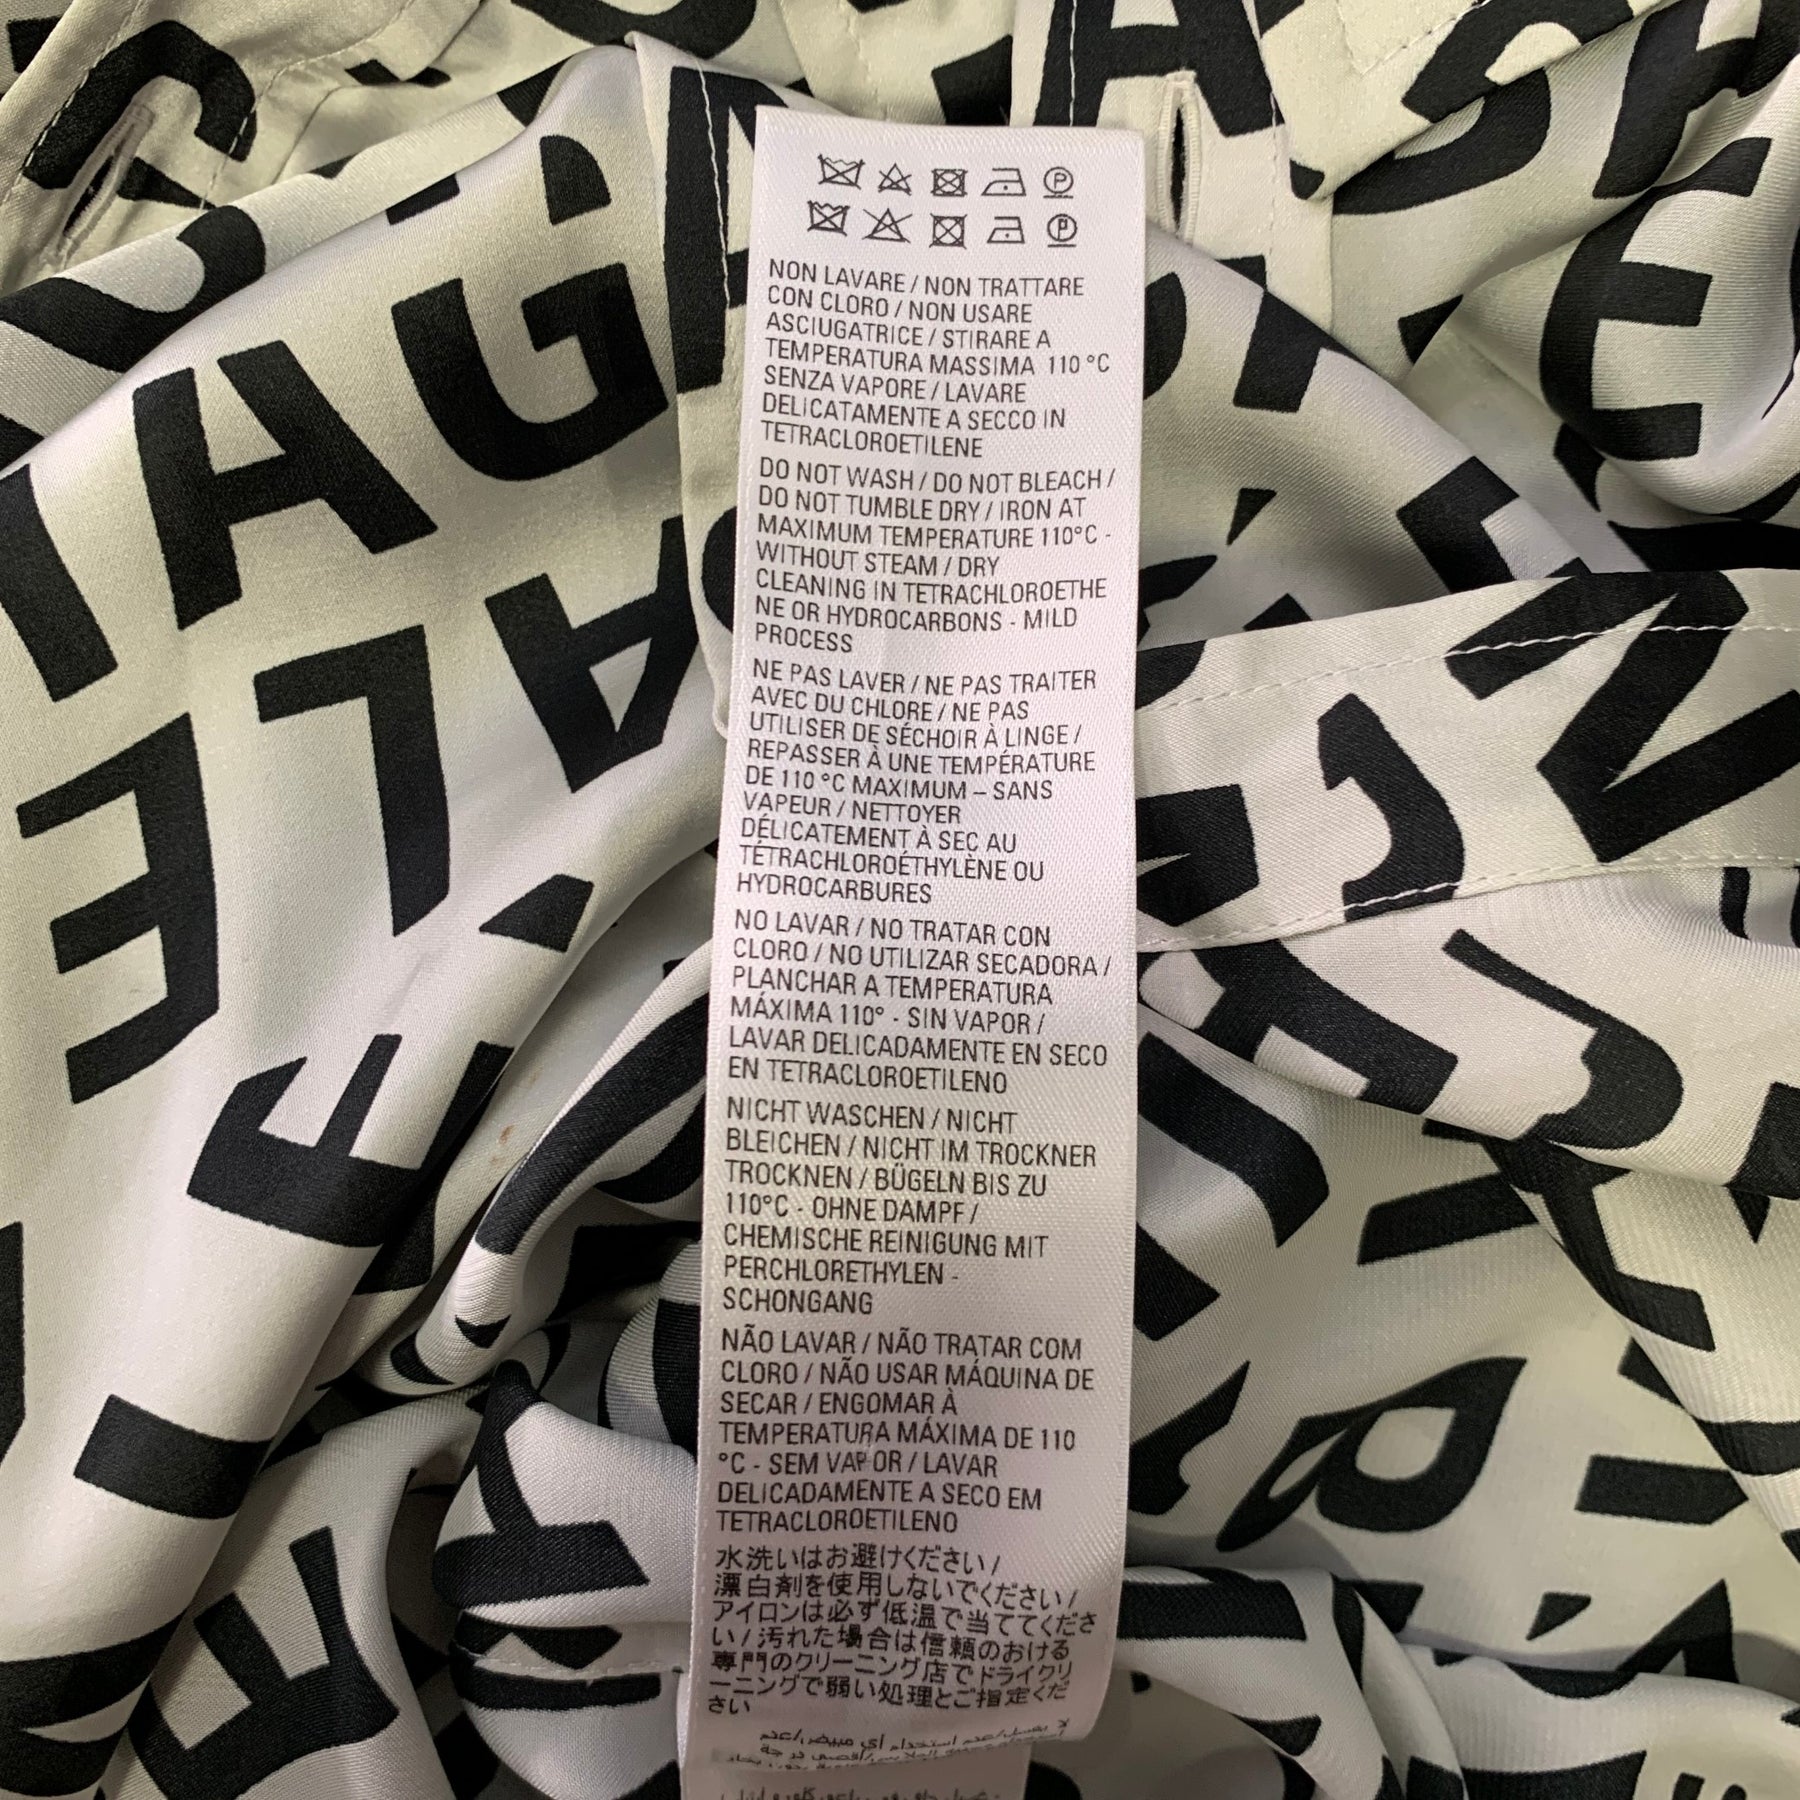 NON LAVARE / NON TRATTARE
CON CLORO / NON USARE
ASCIUGATRICE / STIRARE A
TEMPERATURA MASSIMA 110 °C
SENZA VAPORE / LAVARE
DELICATAMENTE A SECCO IN
TETRACLOROETILENE
DO NOT WASH / DO NOT BLEACH /
DO NOT TUMBLE DRY / IRON AT
MAXIMUM TEMPERATURE 110°C -
WITHOUT STEAM / DRY
CLEANING IN TETRACHLOROETHE
NE OR HYDROCARBONS - MILD
PROCESS
NE PAS LAVER / NE PAS TRAITER
AVEC DU CHLORE / NE PAS
UTILISER DE SÉCHOIR À LINGE /
REPASSER À UNE TEMPÉRATURE
DE 110 °C MAXIMUM – SANS
VAPEUR / NETTOYER
DÉLICATEMENT À SEC AU
TÉTRACHLOROÉTHYLÈNE OU
HYDROCARBURES
NO LAVAR / NO TRATAR CON
CLORO / NO UTILIZAR SECADORA /
PLANCHAR A TEMPERATURA
MÁXIMA 110° - SIN VAPOR /
LAVAR DELICADAMENTE EN SECO
EN TETRACLOROETILENO
NICHT WASCHEN / NICHT
BLEICHEN / NICHT IM TROCKNER
TROCKNEN / BÜGELN BIS ZU
110°C - OHNE DAMPF /
CHEMISCHE REINIGUNG MIT
PERCHLORETHYLEN -
SCHONGANG
NÃO LAVAR / NÃO TRATAR COM
CLORO / NÃO USAR MÁQUINA DE
SECAR / ENGOMAR À
TEMPERATURA MÁXIMA DE 110
°C - SEM VAPOR / LAVAR
DELICADAMENTE A SECO EM
TETRACLOROETILENO
水洗いはお避けください /
漂白剤を使用しないでください /
アイロンは必ず低温で当ててくださ
い / 汚れた場合は信頼のおける
専門のクリーニング店でドライクリ
ーニングで弱い処理とご指定くだ
さい